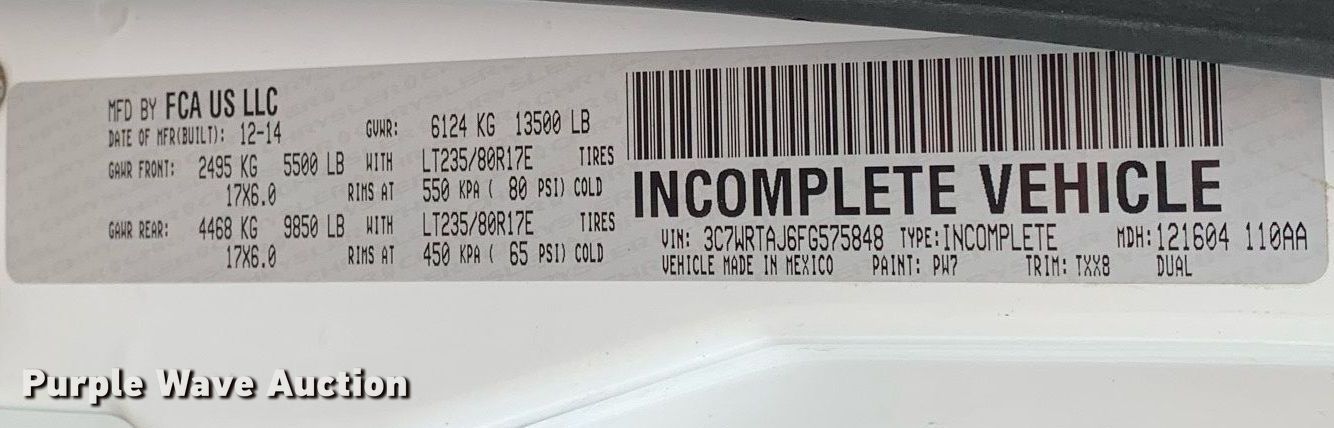 MFD BY FCA US LLC
DATE OF MFR(BUILT): 12-14 GVWR: 6124 KG 13500 LB
GAWR FRONT: 2495 KG 5500 LB WITH LT235/80R17E TIRES
17X6.0 RIMS AT 550 KPA ( 80 PSI) COLD
GAWR REAR: 4468 KG 9850 LB WITH LT235/80R17E TIRES
17X6.0 RIMS AT 450 KPA ( 65 PSI) COLD
INCOMPLETE VEHICLE
VIN: 3C7WRTAJ6FG575848 TYPE:INCOMPLETE MDH:121604 110AA
VEHICLE MADE IN MEXICO PAINT: PW7 TRIM: TXX8 DUAL
Purple Wave Auction